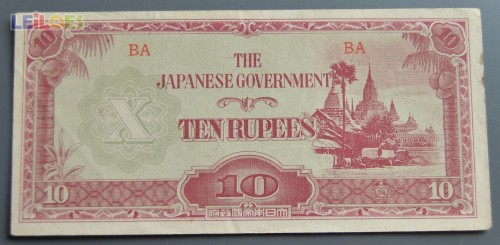 LEILOES
10
10
BA
BA
THE
JAPANESE GOVERNMENT
X
TEN RUPEES
10
10
10